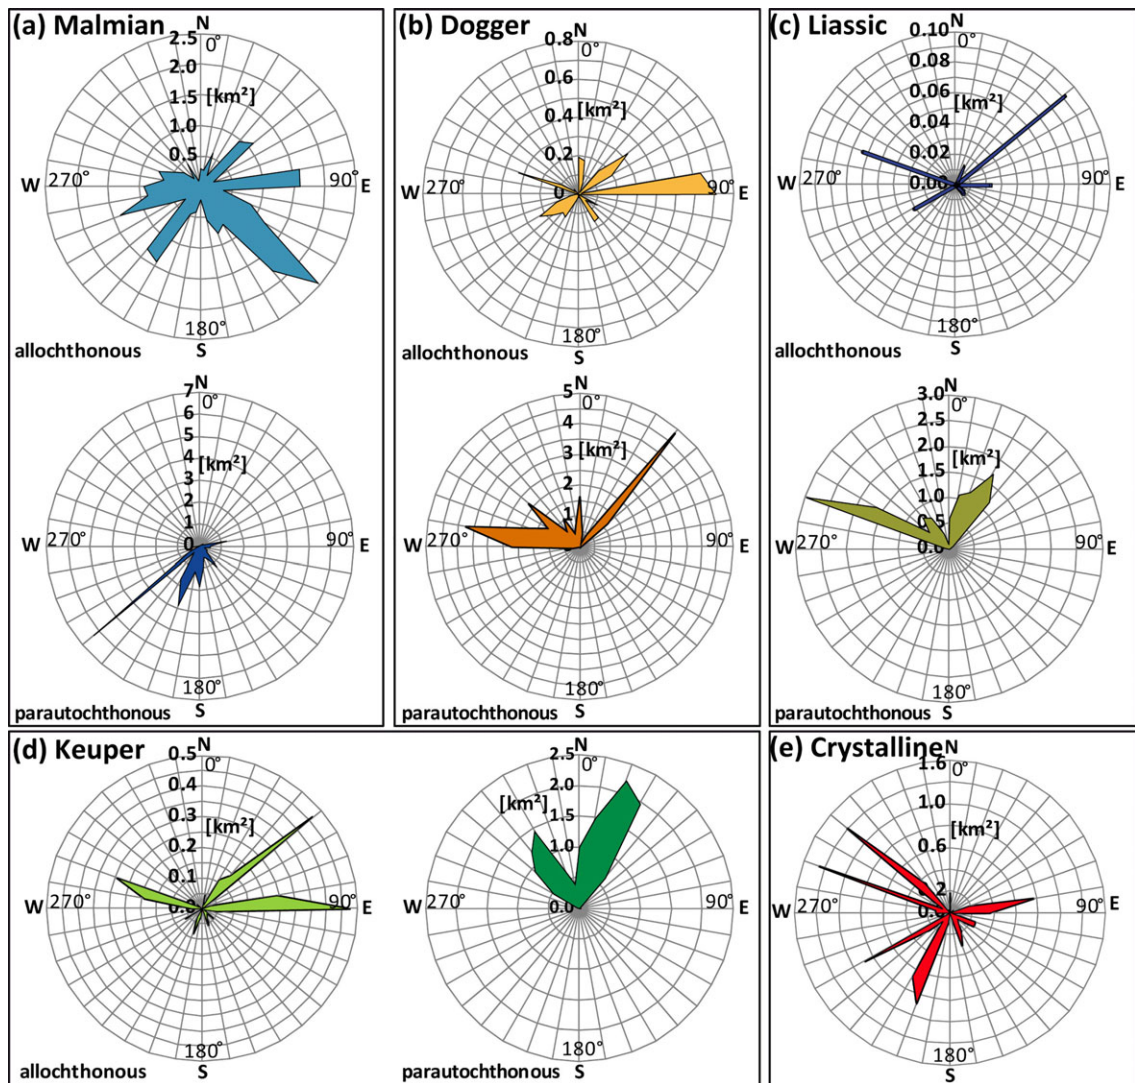 (a) Malmian
N
0°
2.5
2.0
1.5
[km²]
1.0
0.5
W 270°
90° E
180°
S
allochthonous
N
0°
7
6
5
4
[km²]
3
2
1
0
W 270°
90° E
180°
S
parautochthonous
(b) Dogger
0.8
N
0°
0.6
0.4
[km²]
0.2
0
W 270°
90° E
180°
S
allochthonous
5
N
0°
4
3
[km²]
2
1
W 270°
90° E
180°
S
parautochthonous
(c) Liassic
0.10
N
0°
0.08
0.06
[km²]
0.04
0.02
0.00
W 270°
90° E
180°
S
allochthonous
3.0
N
0°
2.5
2.0
[km²]
1.5
1.0
0.5
0.0
W 270°
90° E
180°
S
parautochthonous
(d) Keuper
0.5
N
0°
0.4
0.3
[km²]
0.2
0.1
0.0
W 270°
90° E
180°
S
allochthonous
2.5
N
0°
2.0
[km²]
1.5
1.0
0.0
W 270°
90° E
180°
S
parautochthonous
(e) Crystalline
N
1.6
0°
1.0
[km²]
0.6
W 270°
90° E
180°
S